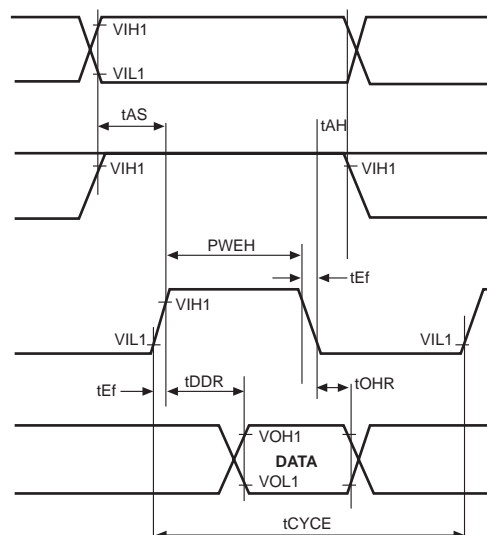 VIH1
VIL1
tAS
tAH
VIH1
VIH1
PWEH
tEf
VIH1
VIL1
VIL1
tEf
tDDR
tOHR
VOH1
DATA
VOL1
tCYCE